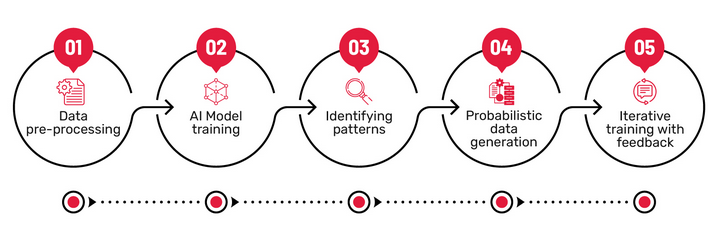 01
Data
pre-processing
02
AI Model
training
03
Identifying
patterns
04
Probabilistic
data
generation
05
Iterative
training with
feedback